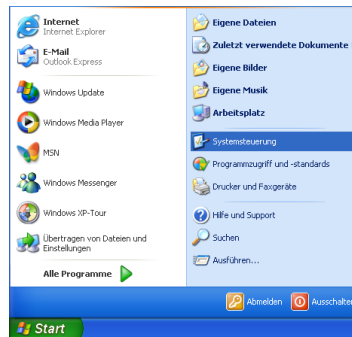 Internet
Internet Explorer
E-Mail
Outlook Express
Windows Update
Windows Media Player
MSN
Windows Messenger
Windows XP-Tour
Übertragen von Dateien und
Einstellungen
Alle Programme
Eigene Dateien
Zuletzt verwendete Dokumente
Eigene Bilder
Eigene Musik
Arbeitsplatz
Systemsteuerung
Programmzugriff und -standards
Drucker und Faxgeräte
Hilfe und Support
Suchen
Ausführen...
Abmelden
Ausschalten
Start